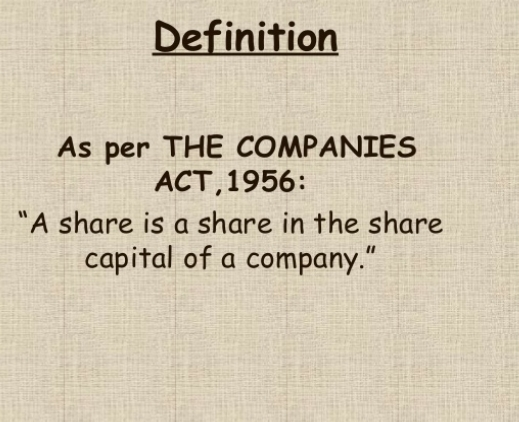 Definition
As per THE COMPANIES
ACT,1956:
“A share is a share in the share
capital of a company.”